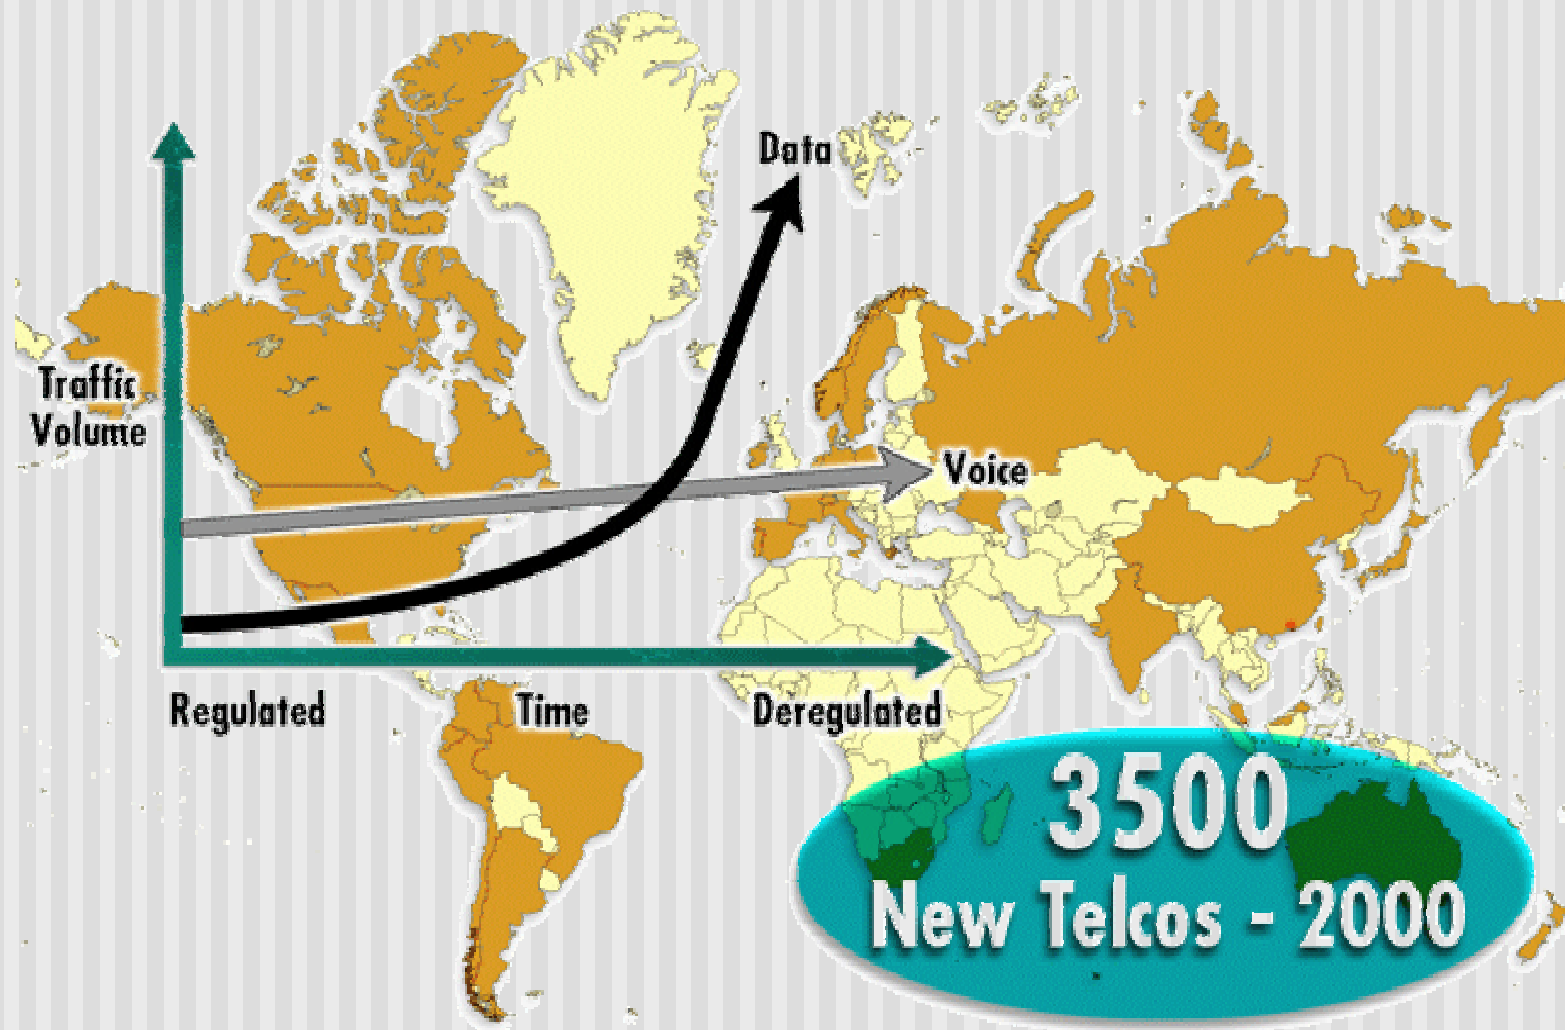 Data
Traffic
Volume
Voice
Regulated
Time
Deregulated
3500
New Telcos - 2000